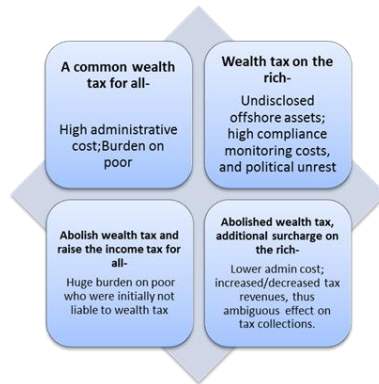 A common wealth
tax for all-
High administrative
cost;Burden on
poor
Wealth tax on the
rich-
Undisclosed
offshore assets;
high compliance
monitoring costs,
and political unrest
Abolish wealth tax and
raise the income tax for
all-
Huge burden on poor
who were initially not
liable to wealth tax
Abolished wealth tax,
additional surcharge on
the rich-
Lower admin cost;
increased/decreased tax
revenues, thus
ambiguous effect on
tax collections.